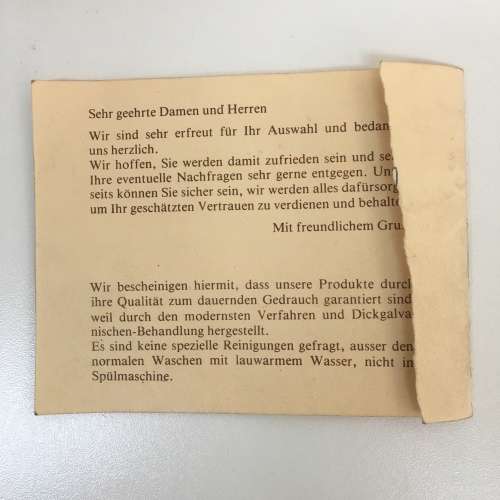 Sehr geehrte Damen und Herren
Wir sind sehr erfreut für Ihr Auswahl und bedan
uns herzlich.
Wir hoffen, Sie werden damit zufrieden sein und se
Ihre eventuelle Nachfragen sehr gerne entgegen. Un
seits können Sie sicher sein, wir werden alles dafürsorg
um Ihr geschätzten Vertrauen zu verdienen und behalte
Mit freundlichem Gru
Wir bescheinigen hiermit, dass unsere Produkte durch
ihre Qualität zum dauernden Gedrauch garantiert sind
weil durch den modernsten Verfahren und Dickgalva
nischen-Behandlung hergestellt.
Es sind keine spezielle Reinigungen gefragt, ausser den
normalen Waschen mit lauwarmem Wasser, nicht in
Spülmaschine.